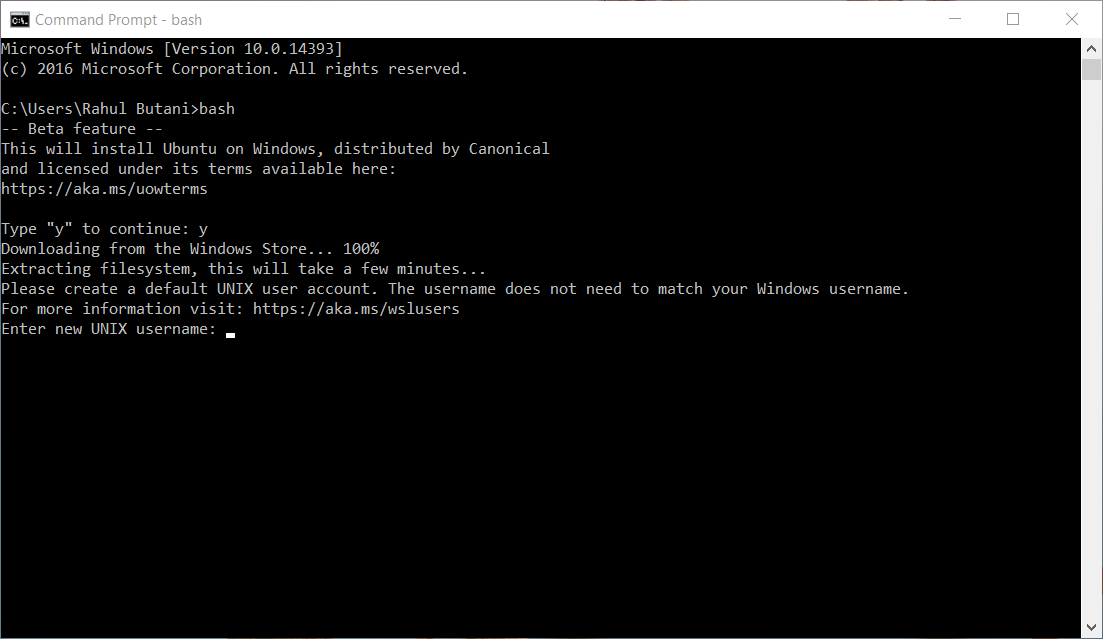 Command Prompt - bash
Microsoft Windows [Version 10.0.14393]
(c) 2016 Microsoft Corporation. All rights reserved.
C:\Users\Rahul Butani>bash
-- Beta feature --
This will install Ubuntu on Windows, distributed by Canonical
and licensed under its terms available here:
https://aka.ms/uowterms
Type "y" to continue: y
Downloading from the Windows Store... 100%
Extracting filesystem, this will take a few minutes...
Please create a default UNIX user account. The username does not need to match your Windows username.
For more information visit: https://aka.ms/wslusers
Enter new UNIX username: